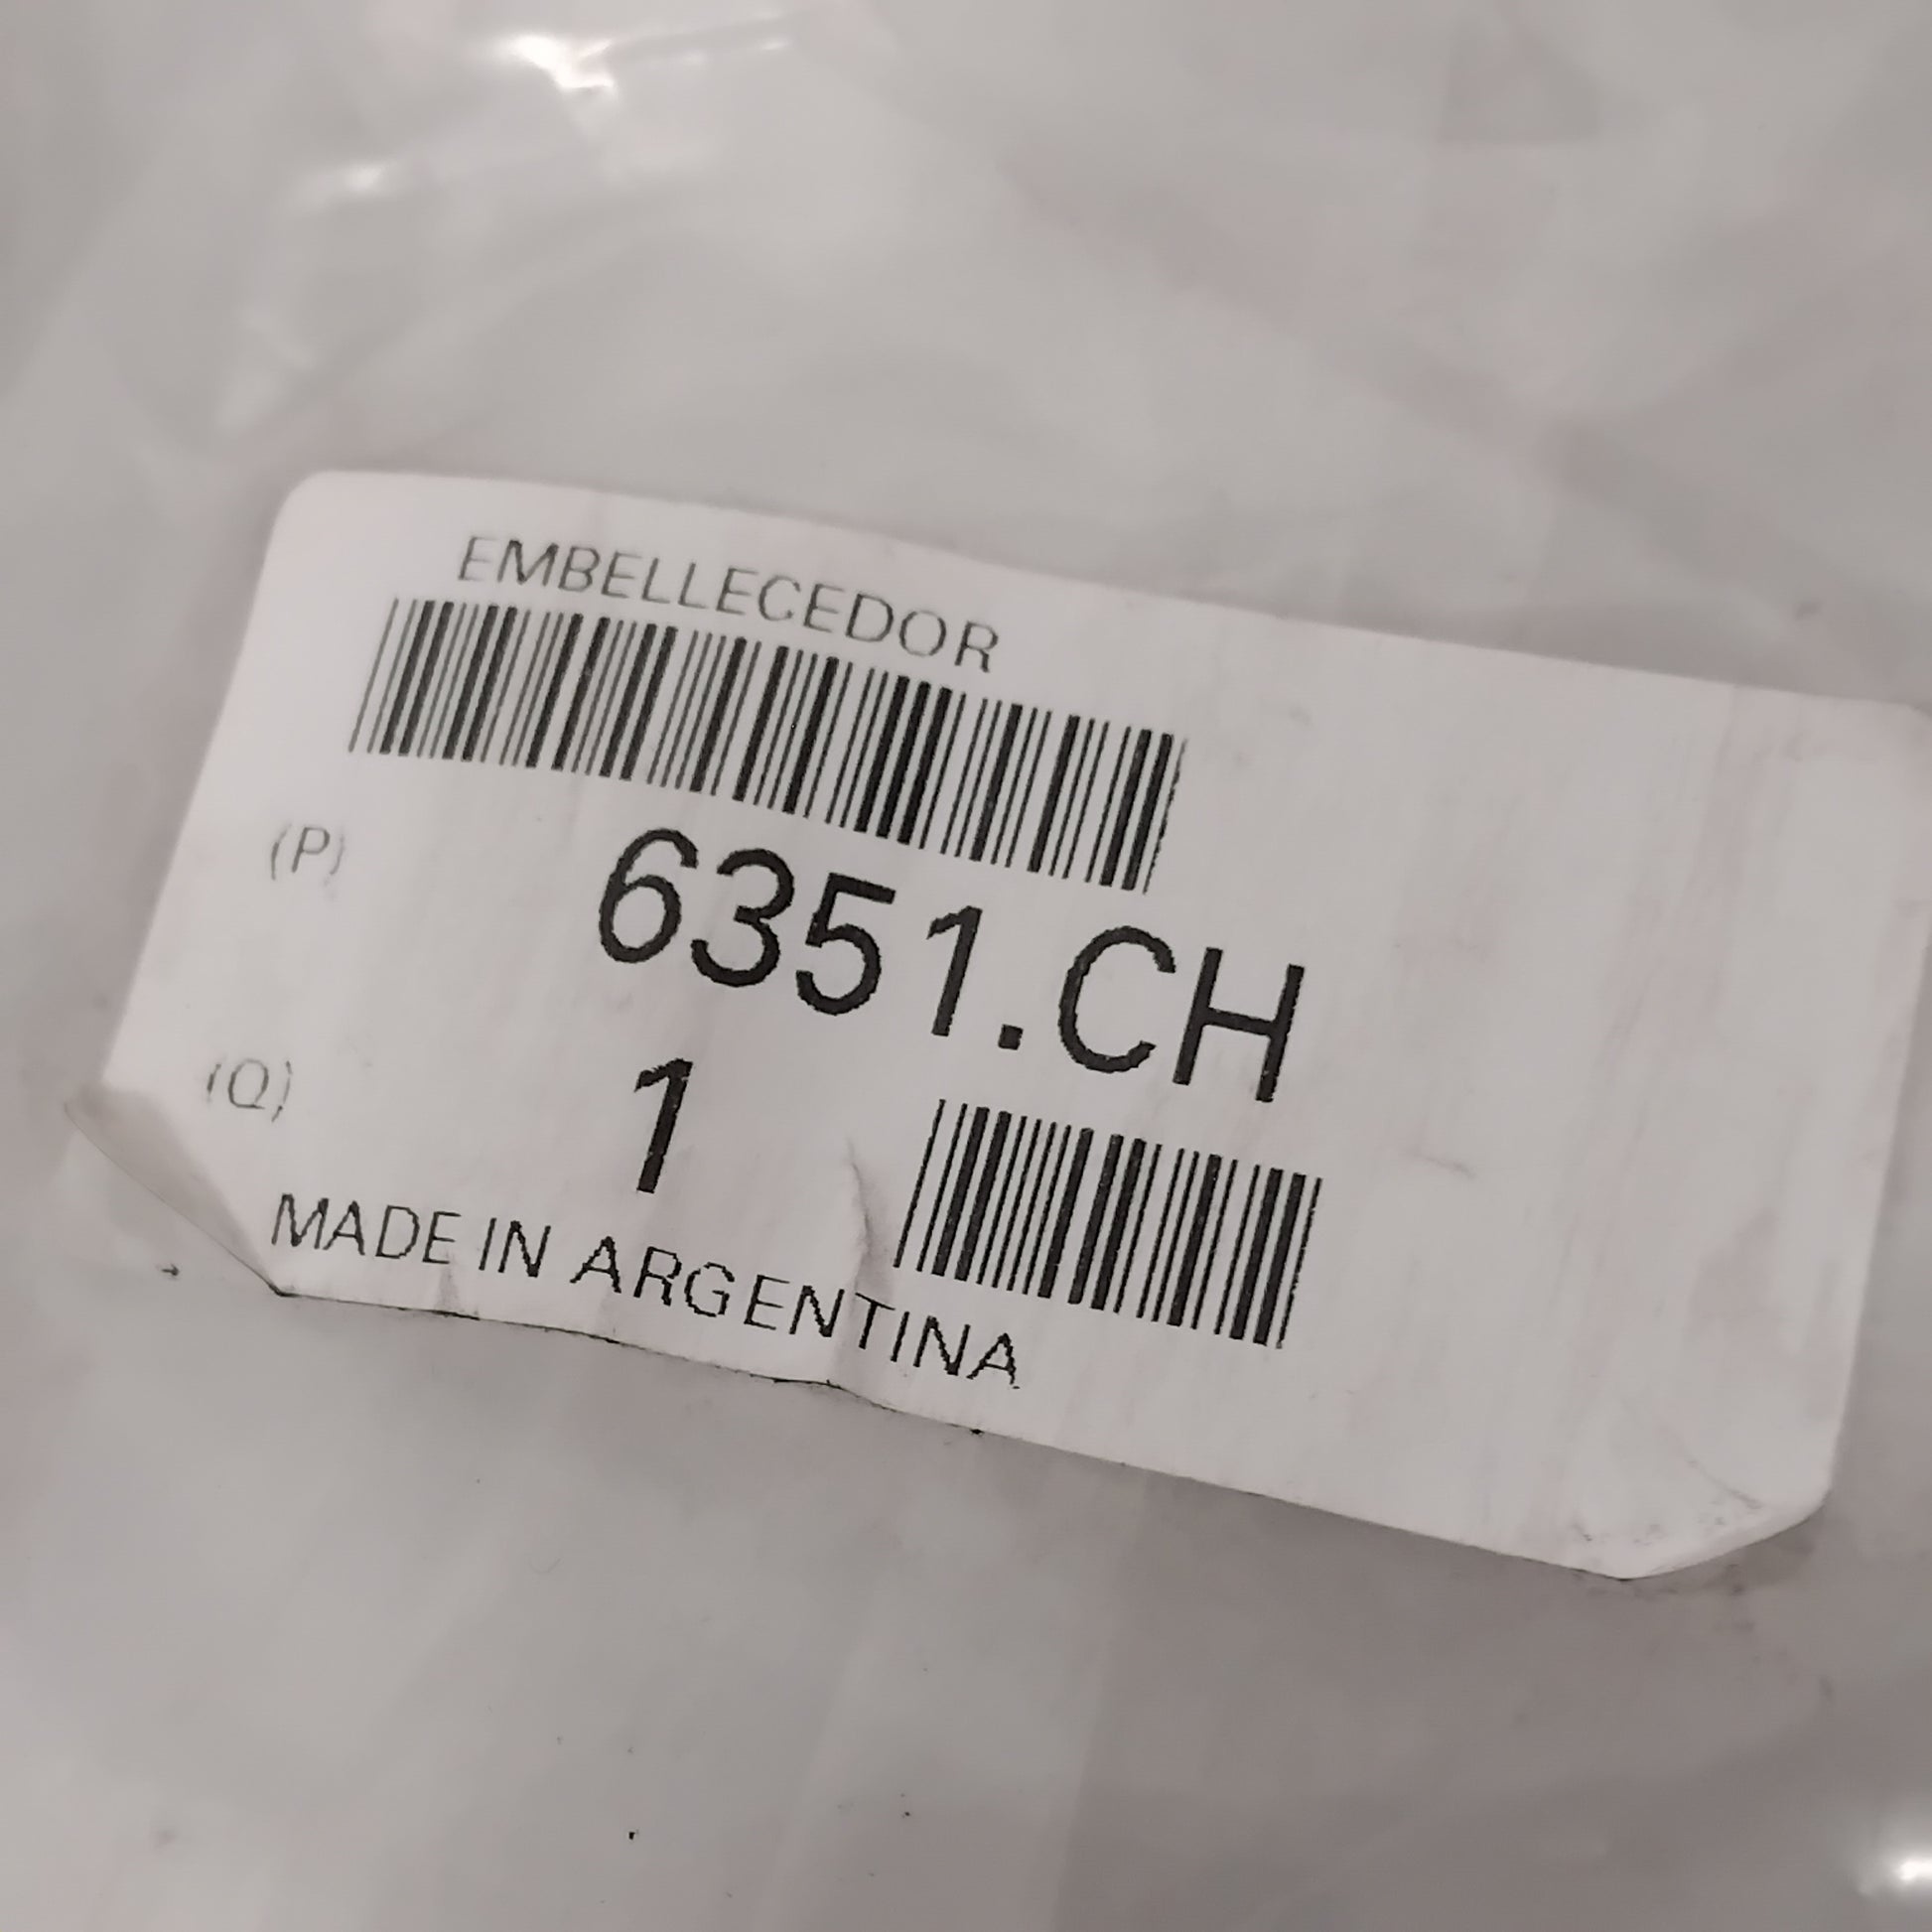 EMBELLECEDOR
(P) 6351.CH
(Q) 1
MADE IN ARGENTINA